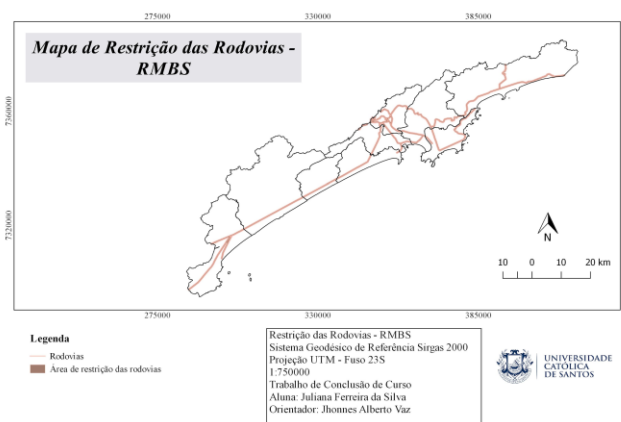 275000 330000 385000
Mapa de Restrição das Rodovias -
RMBS
7360000
7320000
N
10 0 10 20 km
275000 330000 385000
Legenda
Rodovias
Área de restrição das rodovias
Restrição das Rodovias - RMBS
Sistema Geodésico de Referência Sirgas 2000
Projeção UTM - Fuso 23S
1:750000
Trabalho de Conclusão de Curso
Aluna: Juliana Ferreira da Silva
Orientador: Jhonnes Alberto Vaz
UNIVERSIDADE
CATÓLICA
DE SANTOS